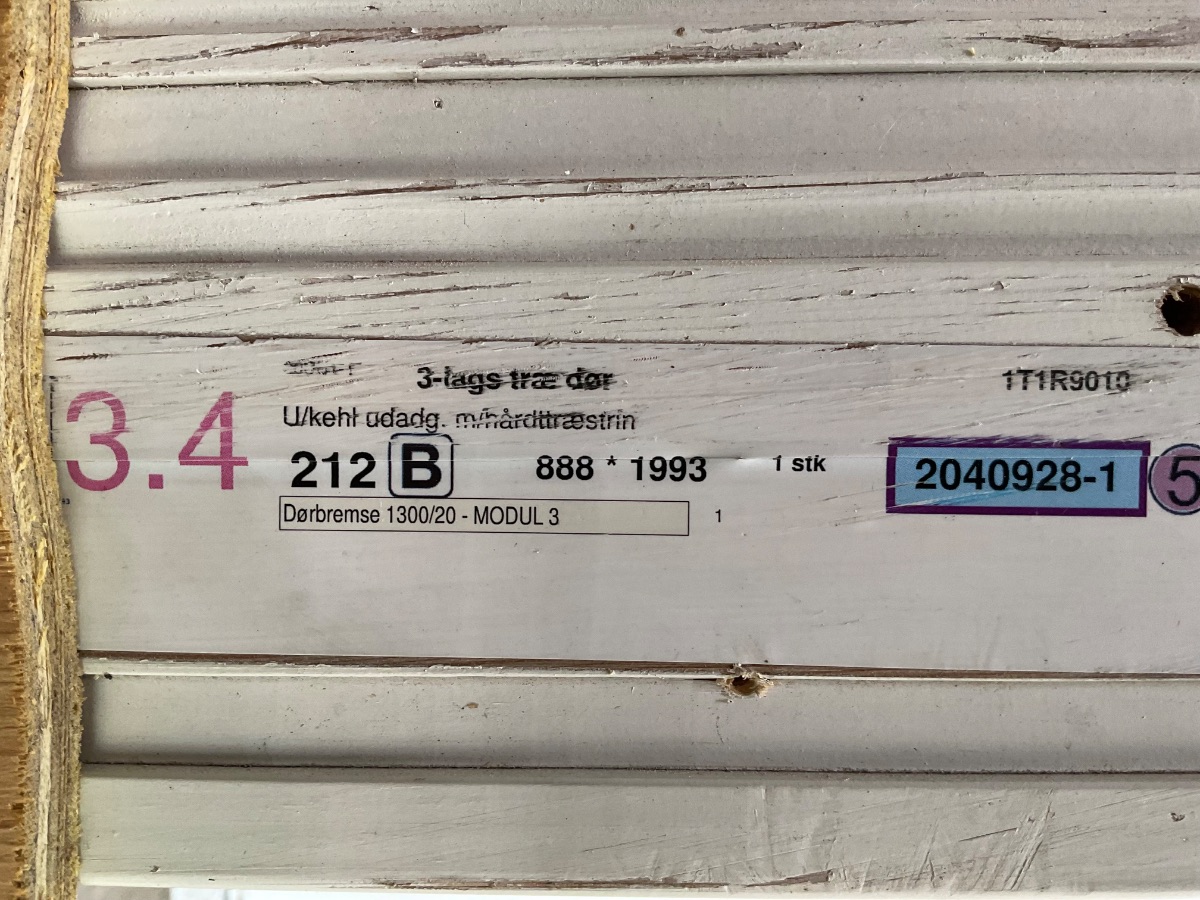 3-lags træ dør
1T1R9010
3.4
U/kehl udadg. m/hårdttræstrin
212 B 888 * 1993 1 stk
2040928-1
5
Dørbremse 1300/20 - MODUL 3 1